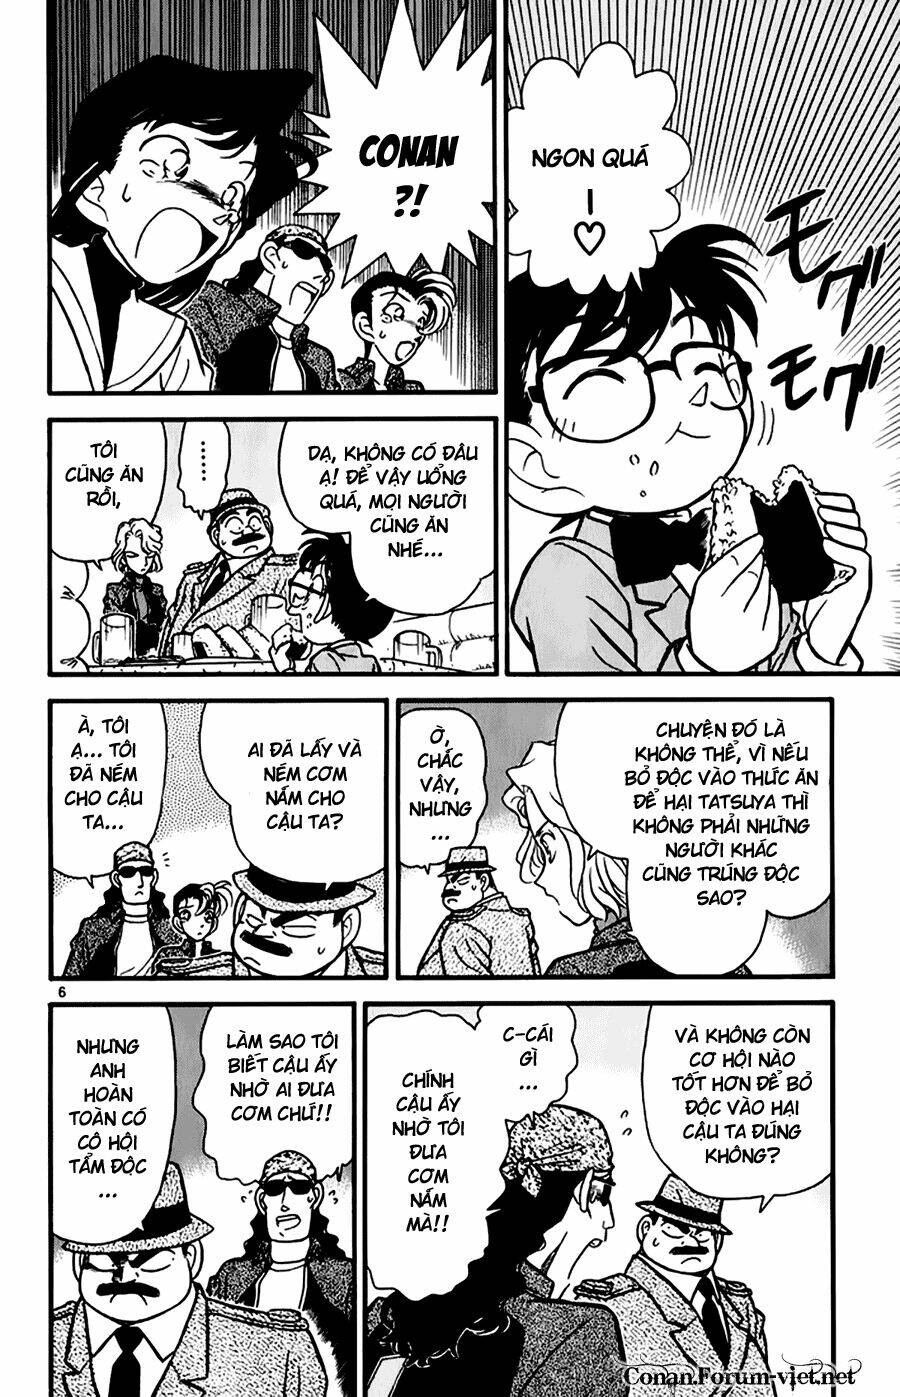 NGON QUÁ
モグ
モグ
CONAN
?!
DẠ, KHÔNG CÓ ĐÂU
Ạ! ĐỂ VẬY UỔNG
QUÁ, MỌI NGƯỜI
CŨNG ĂN
NHÉ...
......
TÔI
CŨNG ĂN
RỒI,
CHUYỆN ĐÓ LÀ
KHÔNG THỂ, VÌ NẾU
BỎ ĐỘC VÀO THỨC ĂN
ĐỂ HẠI TATSUYA THÌ
KHÔNG PHẢI NHỮNG
NGƯỜI KHÁC
CŨNG TRÚNG ĐỘC
SAO?
Ờ,
CHẮC
VẬY,
NHƯNG
...
AI ĐÃ LẤY VÀ
NÉM CƠM
NẮM CHO
CẬU TA?
À, TÔI
Ạ... TÔI
ĐÃ NÉM
CHO CẬU
TA...
6
VÀ KHÔNG CÒN
CƠ HỘI NÀO
TỐT HƠN ĐỂ BỎ
ĐỘC VÀO HẠI
CẬU TA ĐÚNG
KHÔNG?
C-CÁI
GÌ
...
CHÍNH
CẬU ẤY
NHỜ TÔI
ĐƯA
CƠM
NẮM
MÀ!!
LÀM SAO TÔI
BIẾT CẬU ẤY
NHỜ AI ĐƯA
CƠM CHỨ!!
NHƯNG
ANH
HOÀN
TOÀN CÓ
CÔ HỘI
TẨM ĐỘC
...
Conan.Forum-viet.net